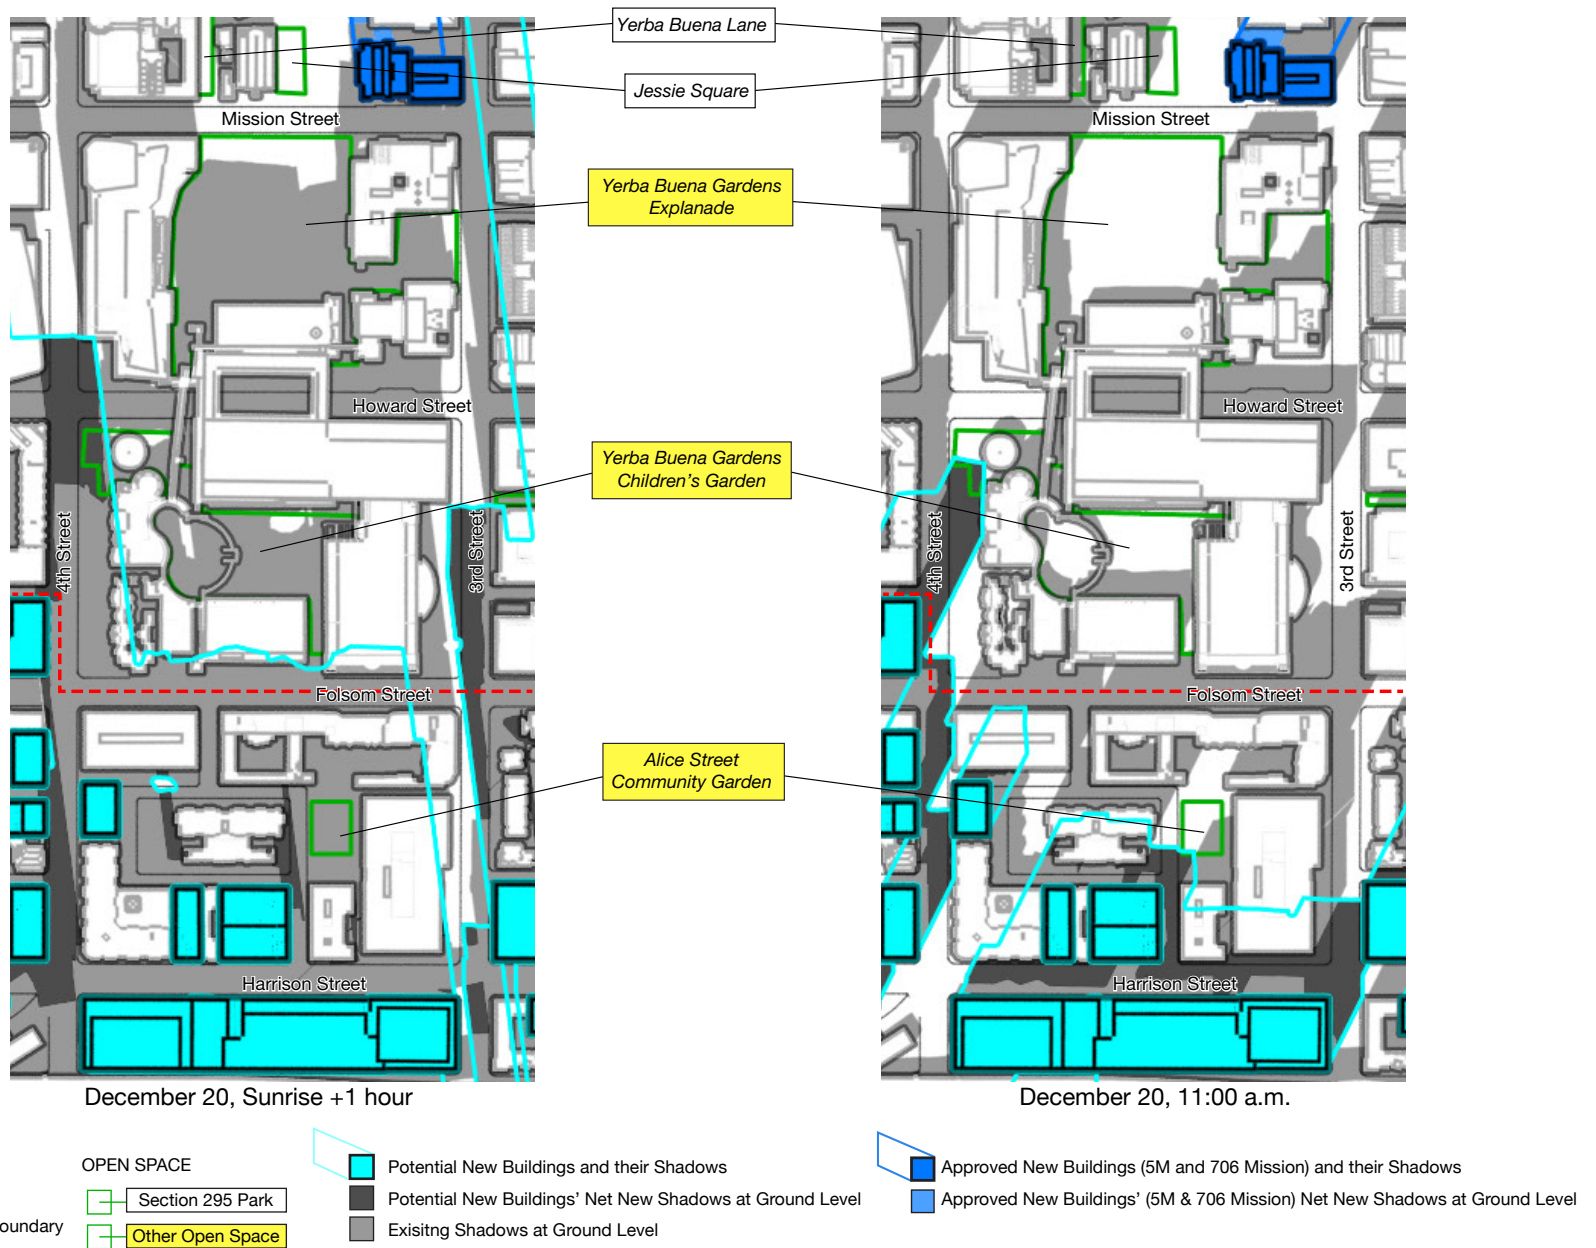 Yerba Buena Lane
Jessie Square
Mission Street
Mission Street
Yerba Buena Gardens
Explanade
Howard Street
Howard Street
Yerba Buena Gardens
Children's Garden
4th Street
3rd Street
4th Street
3rd Street
Folsom Street
Folsom Street
Alice Street
Community Garden
Harrison Street
Harrison Street
December 20, Sunrise +1 hour
December 20, 11:00 a.m.
OPEN SPACE
Section 295 Park
Other Open Space
oundary
Potential New Buildings and their Shadows
Potential New Buildings' Net New Shadows at Ground Level
Exisitng Shadows at Ground Level
Approved New Buildings (5M and 706 Mission) and their Shadows
Approved New Buildings' (5M & 706 Mission) Net New Shadows at Ground Level